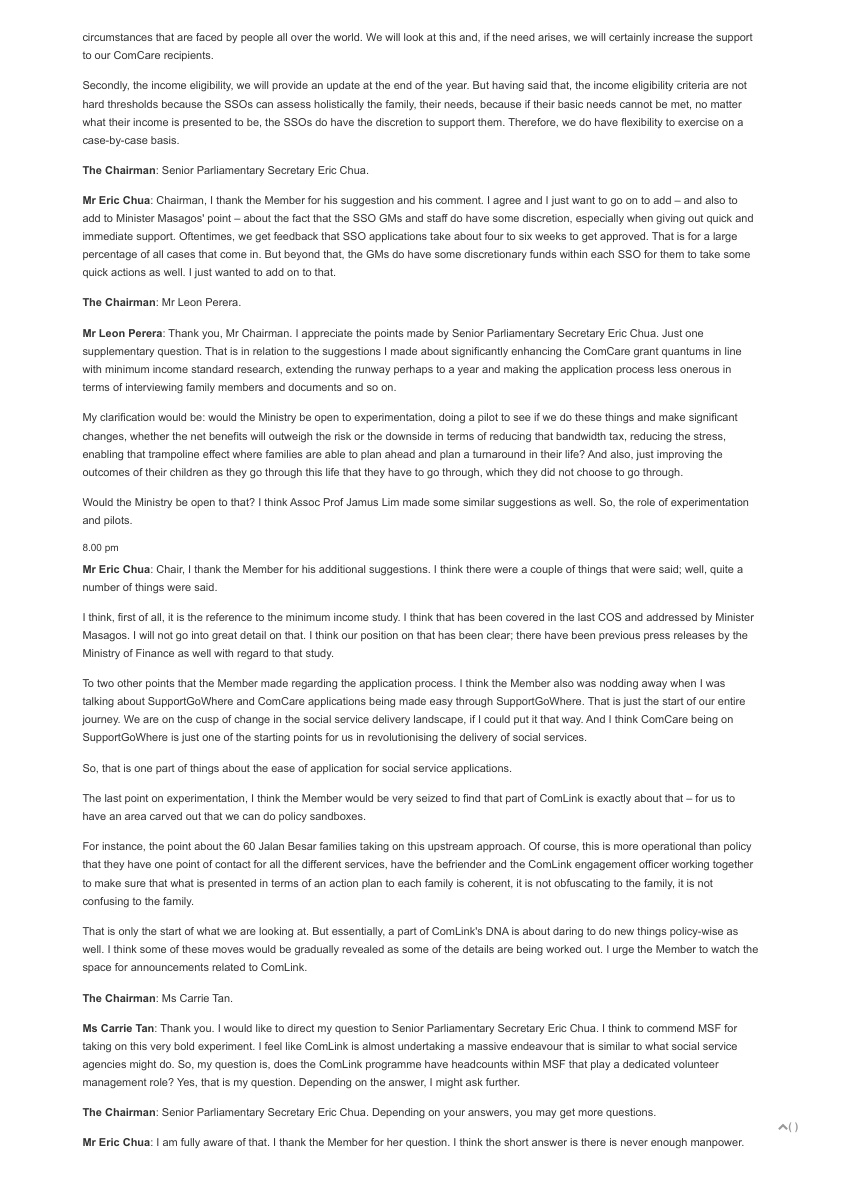 circumstances that are faced by people all over the world. We will look at this and, if the need arises, we will certainly increase the support
to our ComCare recipients.
Secondly, the income eligibility, we will provide an update at the end of the year. But having said that, the income eligibility criteria are not
hard thresholds because the SSOs can assess holistically the family, their needs, because if their basic needs cannot be met, no matter
what their income is presented to be, the SSOs do have the discretion to support them. Therefore, we do have flexibility to exercise on a
case-by-case basis.
The Chairman: Senior Parliamentary Secretary Eric Chua.
Mr Eric Chua: Chairman, I thank the Member for his suggestion and his comment. I agree and I just want to go on to add – and also to
add to Minister Masagos' point – about the fact that the SSO GMs and staff do have some discretion, especially when giving out quick and
immediate support. Oftentimes, we get feedback that SSO applications take about four to six weeks to get approved. That is for a large
percentage of all cases that come in. But beyond that, the GMs do have some discretionary funds within each SSO for them to take some
quick actions as well. I just wanted to add on to that.
The Chairman: Mr Leon Perera.
Mr Leon Perera: Thank you, Mr Chairman. I appreciate the points made by Senior Parliamentary Secretary Eric Chua. Just one
supplementary question. That is in relation to the suggestions I made about significantly enhancing the ComCare grant quantums in line
with minimum income standard research, extending the runway perhaps to a year and making the application process less onerous in
terms of interviewing family members and documents and so on.
My clarification would be: would the Ministry be open to experimentation, doing a pilot to see if we do these things and make significant
changes, whether the net benefits will outweigh the risk or the downside in terms of reducing that bandwidth tax, reducing the stress,
enabling that trampoline effect where families are able to plan ahead and plan a turnaround in their life? And also, just improving the
outcomes of their children as they go through this life that they have to go through, which they did not choose to go through.
Would the Ministry be open to that? I think Assoc Prof Jamus Lim made some similar suggestions as well. So, the role of experimentation
and pilots.
8.00 pm
Mr Eric Chua: Chair, I thank the Member for his additional suggestions. I think there were a couple of things that were said; well, quite a
number of things were said.
I think, first of all, it is the reference to the minimum income study. I think that has been covered in the last COS and addressed by Minister
Masagos. I will not go into great detail on that. I think our position on that has been clear; there have been previous press releases by the
Ministry of Finance as well with regard to that study.
To two other points that the Member made regarding the application process. I think the Member also was nodding away when I was
talking about SupportGoWhere and ComCare applications being made easy through SupportGoWhere. That is just the start of our entire
journey. We are on the cusp of change in the social service delivery landscape, if I could put it that way. And I think ComCare being on
SupportGoWhere is just one of the starting points for us in revolutionising the delivery of social services.
So, that is one part of things about the ease of application for social service applications.
The last point on experimentation, I think the Member would be very seized to find that part of ComLink is exactly about that – for us to
have an area carved out that we can do policy sandboxes.
For instance, the point about the 60 Jalan Besar families taking on this upstream approach. Of course, this is more operational than policy
that they have one point of contact for all the different services, have the befriender and the ComLink engagement officer working together
to make sure that what is presented in terms of an action plan to each family is coherent, it is not obfuscating to the family, it is not
confusing to the family.
That is only the start of what we are looking at. But essentially, a part of ComLink's DNA is about daring to do new things policy-wise as
well. I think some of these moves would be gradually revealed as some of the details are being worked out. I urge the Member to watch the
space for announcements related to ComLink.
The Chairman: Ms Carrie Tan.
Ms Carrie Tan: Thank you. I would like to direct my question to Senior Parliamentary Secretary Eric Chua. I think to commend MSF for
taking on this very bold experiment. I feel like ComLink is almost undertaking a massive endeavour that is similar to what social service
agencies might do. So, my question is, does the ComLink programme have headcounts within MSF that play a dedicated volunteer
management role? Yes, that is my question. Depending on the answer, I might ask further.
The Chairman: Senior Parliamentary Secretary Eric Chua. Depending on your answers, you may get more questions.
( )
Mr Eric Chua: I am fully aware of that. I thank the Member for her question. I think the short answer is there is never enough manpower.